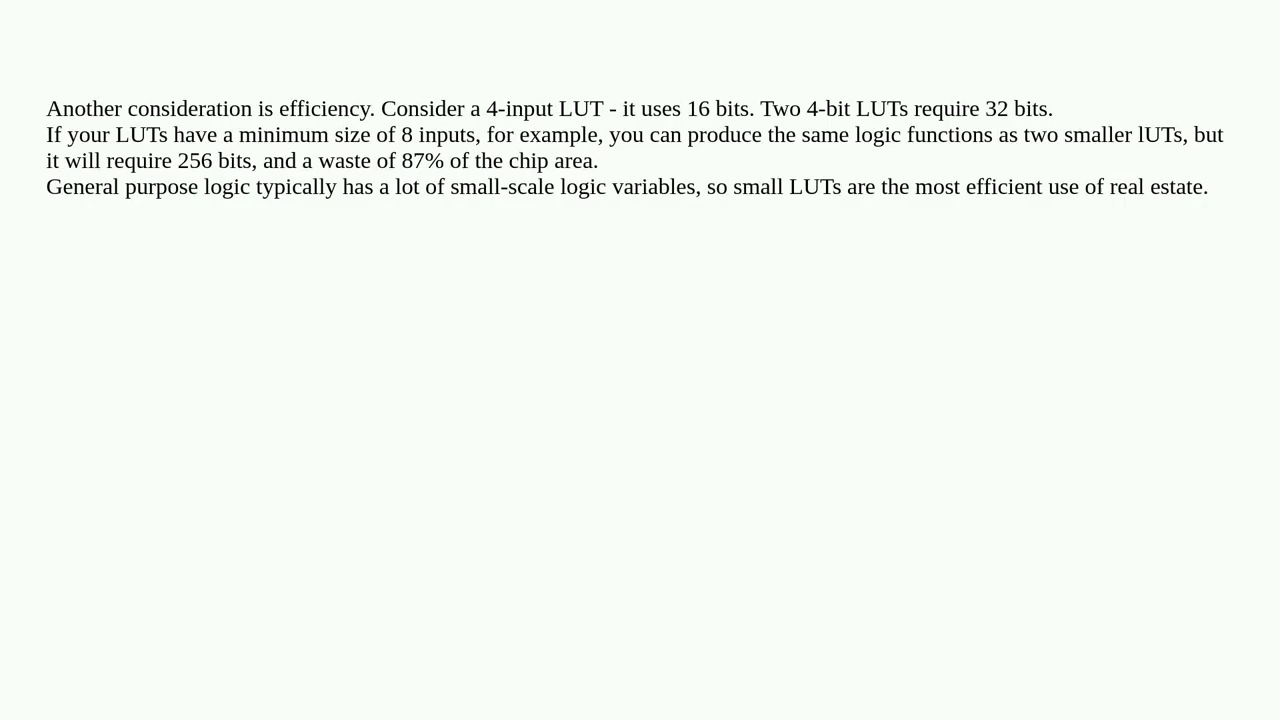 Another consideration is efficiency. Consider a 4-input LUT - it uses 16 bits. Two 4-bit LUTs require 32 bits.
If your LUTs have a minimum size of 8 inputs, for example, you can produce the same logic functions as two smaller lUTs, but
it will require 256 bits, and a waste of 87% of the chip area.
General purpose logic typically has a lot of small-scale logic variables, so small LUTs are the most efficient use of real estate.